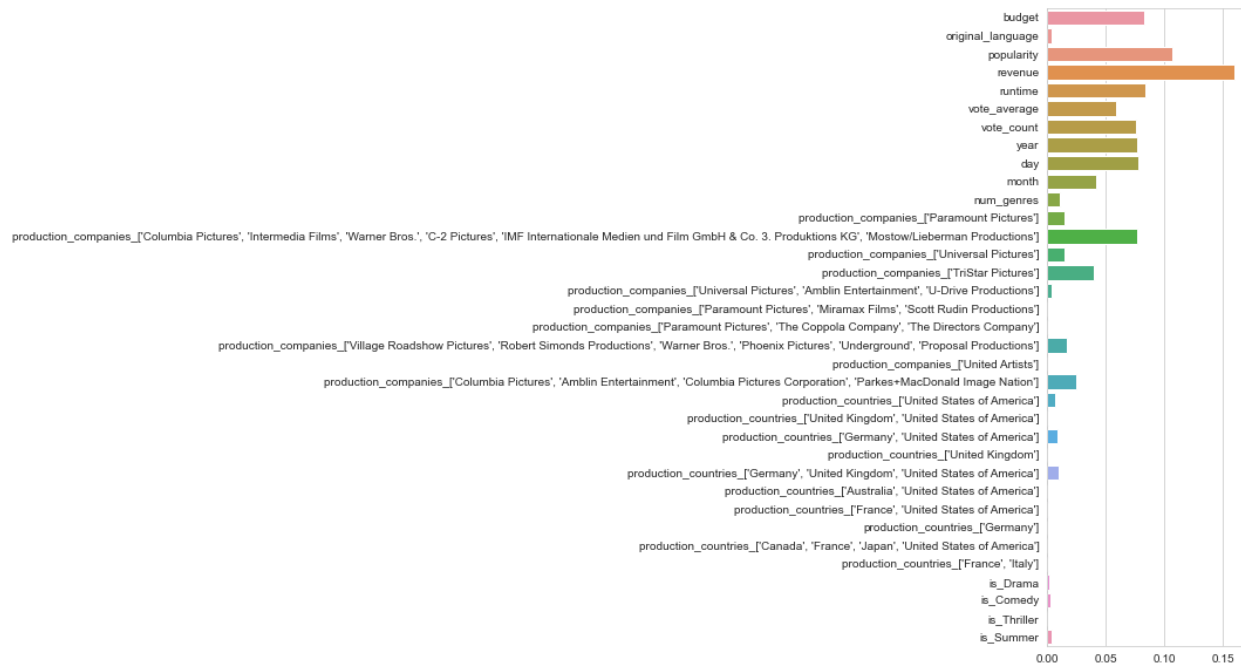 budget
original_language
popularity
revenue
runtime
vote_average
vote_count
year
day
month
num_genres
production_companies_['Paramount Pictures']
production_companies_['Columbia Pictures', 'Intermedia Films', 'Warner Bros.', 'C-2 Pictures', 'IMF Internationale Medien und Film GmbH & Co. 3. Produktions KG', 'Mostow/Lieberman Productions']
production_companies_['Universal Pictures']
production_companies_['TriStar Pictures']
production_companies_['Universal Pictures', 'Amblin Entertainment', 'U-Drive Productions']
production_companies_['Paramount Pictures', 'Miramax Films', 'Scott Rudin Productions']
production_companies_['Paramount Pictures', 'The Coppola Company', 'The Directors Company']
production_companies_['Village Roadshow Pictures', 'Robert Simonds Productions', 'Warner Bros.', 'Phoenix Pictures', 'Underground', 'Proposal Productions']
production_companies_['United Artists']
production_companies_['Columbia Pictures', 'Amblin Entertainment', 'Columbia Pictures Corporation', 'Parkes+MacDonald Image Nation']
production_countries_['United States of America']
production_countries_['United Kingdom', 'United States of America']
production_countries_['Germany', 'United States of America']
production_countries_['United Kingdom']
production_countries_['Germany', 'United Kingdom', 'United States of America']
production_countries_['Australia', 'United States of America']
production_countries_['France', 'United States of America']
production_countries_['Germany']
production_countries_['Canada', 'France', 'Japan', 'United States of America']
production_countries_['France', 'Italy']
is_Drama
is_Comedy
is_Thriller
is_Summer
0.00 0.05 0.10 0.15